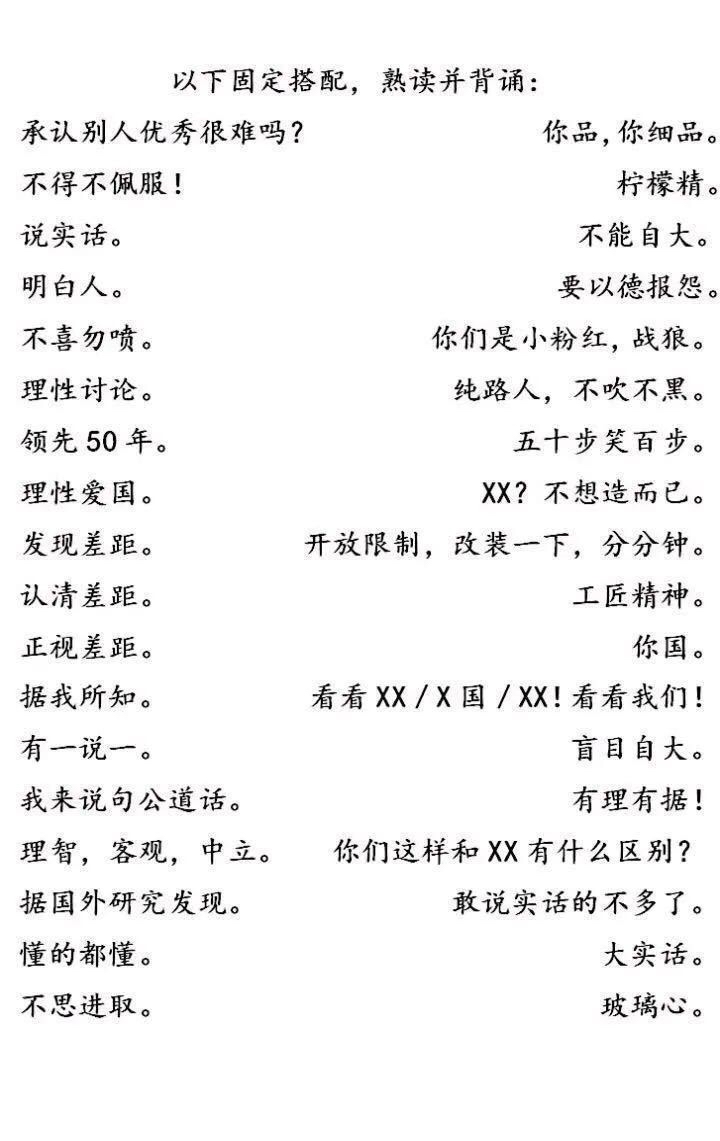 以下固定搭配，熟读并背诵：
承认别人优秀很难吗？ 你品,你细品。
不得不佩服！ 柠檬精。
说实话。 不能自大。
明白人。 要以德报怨。
不喜勿喷。 你们是小粉红，战狼。
理性讨论。 纯路人，不吹不黑。
领先50年。 五十步笑百步。
理性爱国。 XX？不想造而已。
发现差距。 开放限制，改装一下，分分钟。
认清差距。 工匠精神。
正视差距。 你国。
据我所知。 看看XX/X国/XX！看看我们！
有一说一。 盲目自大。
我来说句公道话。 有理有据！
理智，客观，中立。 你们这样和XX有什么区别？
据国外研究发现。 敢说实话的不多了。
懂的都懂。 大实话。
不思进取。 玻璃心。